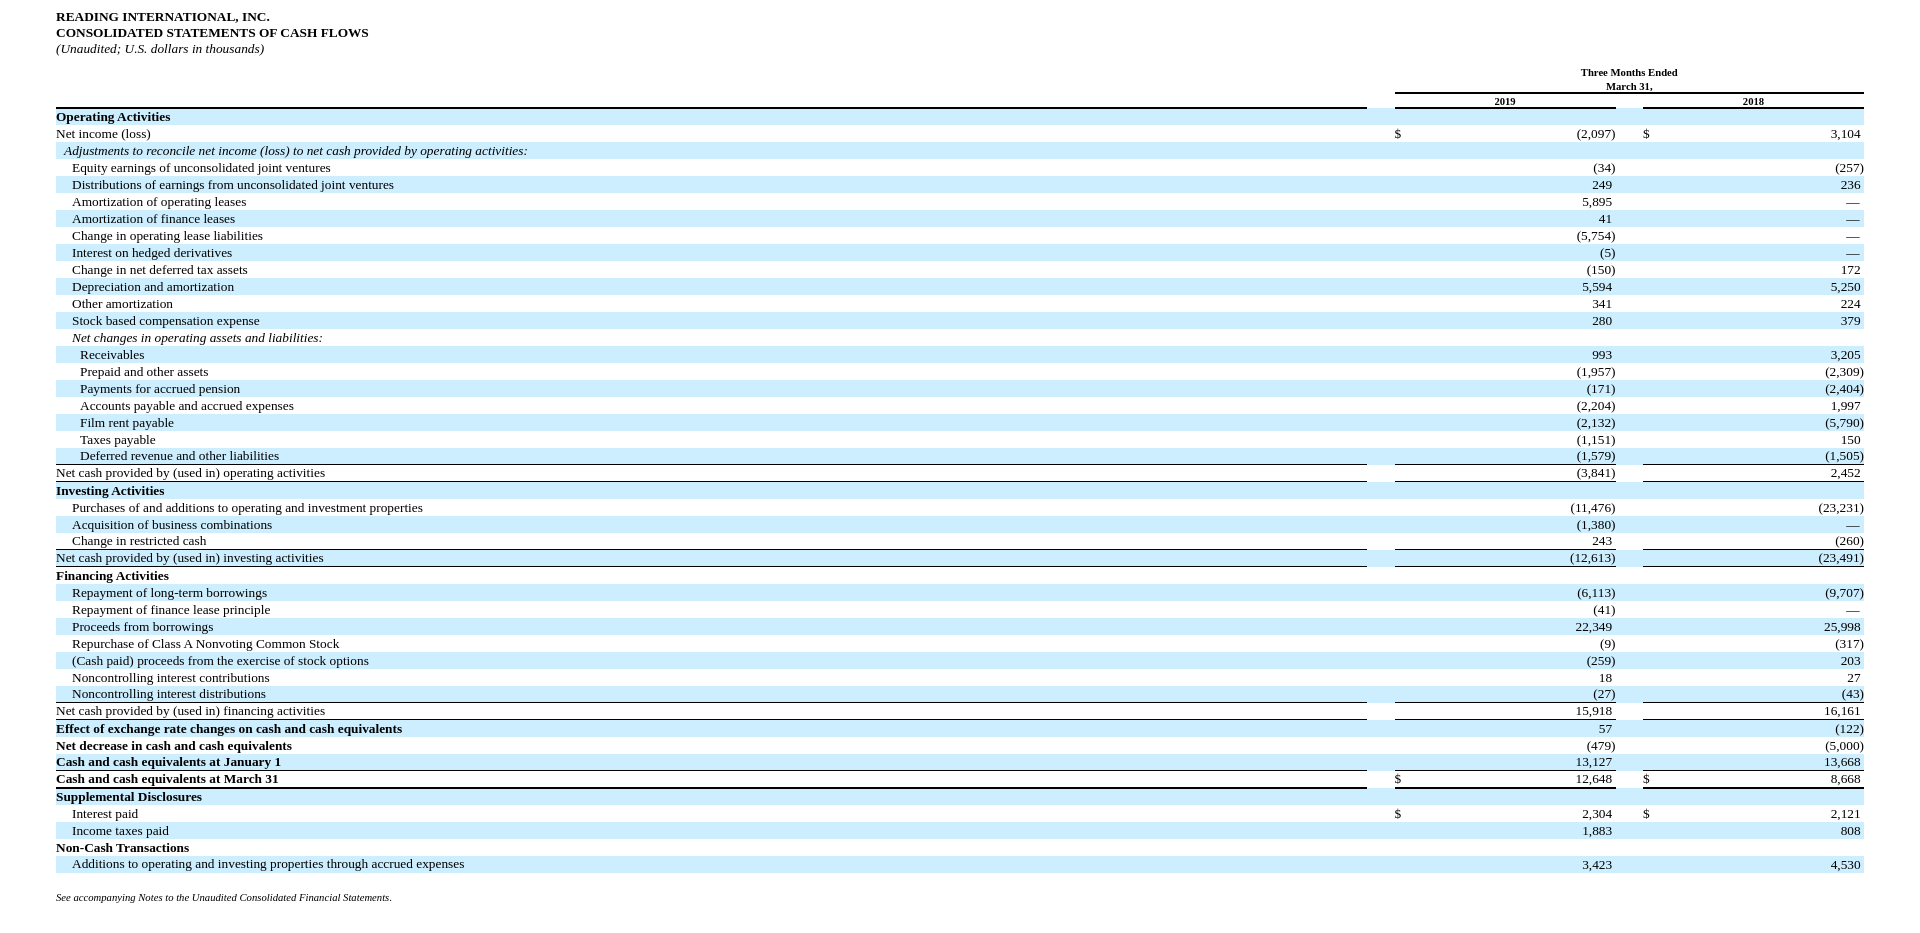 READING INTERNATIONAL, INC.
CONSOLIDATED STATEMENTS OF CASH FLOWS
(Unaudited; U.S. dollars in thousands)
Three Months Ended
March 31,
2019 2018
Operating Activities
Net income (loss) $ (2,097) $ 3,104
Adjustments to reconcile net income (loss) to net cash provided by operating activities:
Equity earnings of unconsolidated joint ventures (34) (257)
Distributions of earnings from unconsolidated joint ventures 249 236
Amortization of operating leases 5,895 —
Amortization of finance leases 41 —
Change in operating lease liabilities (5,754) —
Interest on hedged derivatives (5) —
Change in net deferred tax assets (150) 172
Depreciation and amortization 5,594 5,250
Other amortization 341 224
Stock based compensation expense 280 379
Net changes in operating assets and liabilities:
Receivables 993 3,205
Prepaid and other assets (1,957) (2,309)
Payments for accrued pension (171) (2,404)
Accounts payable and accrued expenses (2,204) 1,997
Film rent payable (2,132) (5,790)
Taxes payable (1,151) 150
Deferred revenue and other liabilities (1,579) (1,505)
Net cash provided by (used in) operating activities (3,841) 2,452
Investing Activities
Purchases of and additions to operating and investment properties (11,476) (23,231)
Acquisition of business combinations (1,380) —
Change in restricted cash 243 (260)
Net cash provided by (used in) investing activities (12,613) (23,491)
Financing Activities
Repayment of long-term borrowings (6,113) (9,707)
Repayment of finance lease principle (41) —
Proceeds from borrowings 22,349 25,998
Repurchase of Class A Nonvoting Common Stock (9) (317)
(Cash paid) proceeds from the exercise of stock options (259) 203
Noncontrolling interest contributions 18 27
Noncontrolling interest distributions (27) (43)
Net cash provided by (used in) financing activities 15,918 16,161
Effect of exchange rate changes on cash and cash equivalents 57 (122)
Net decrease in cash and cash equivalents (479) (5,000)
Cash and cash equivalents at January 1 13,127 13,668
Cash and cash equivalents at March 31 $ 12,648 $ 8,668
Supplemental Disclosures
Interest paid $ 2,304 $ 2,121
Income taxes paid 1,883 808
Non-Cash Transactions
Additions to operating and investing properties through accrued expenses 3,423 4,530
See accompanying Notes to the Unaudited Consolidated Financial Statements.